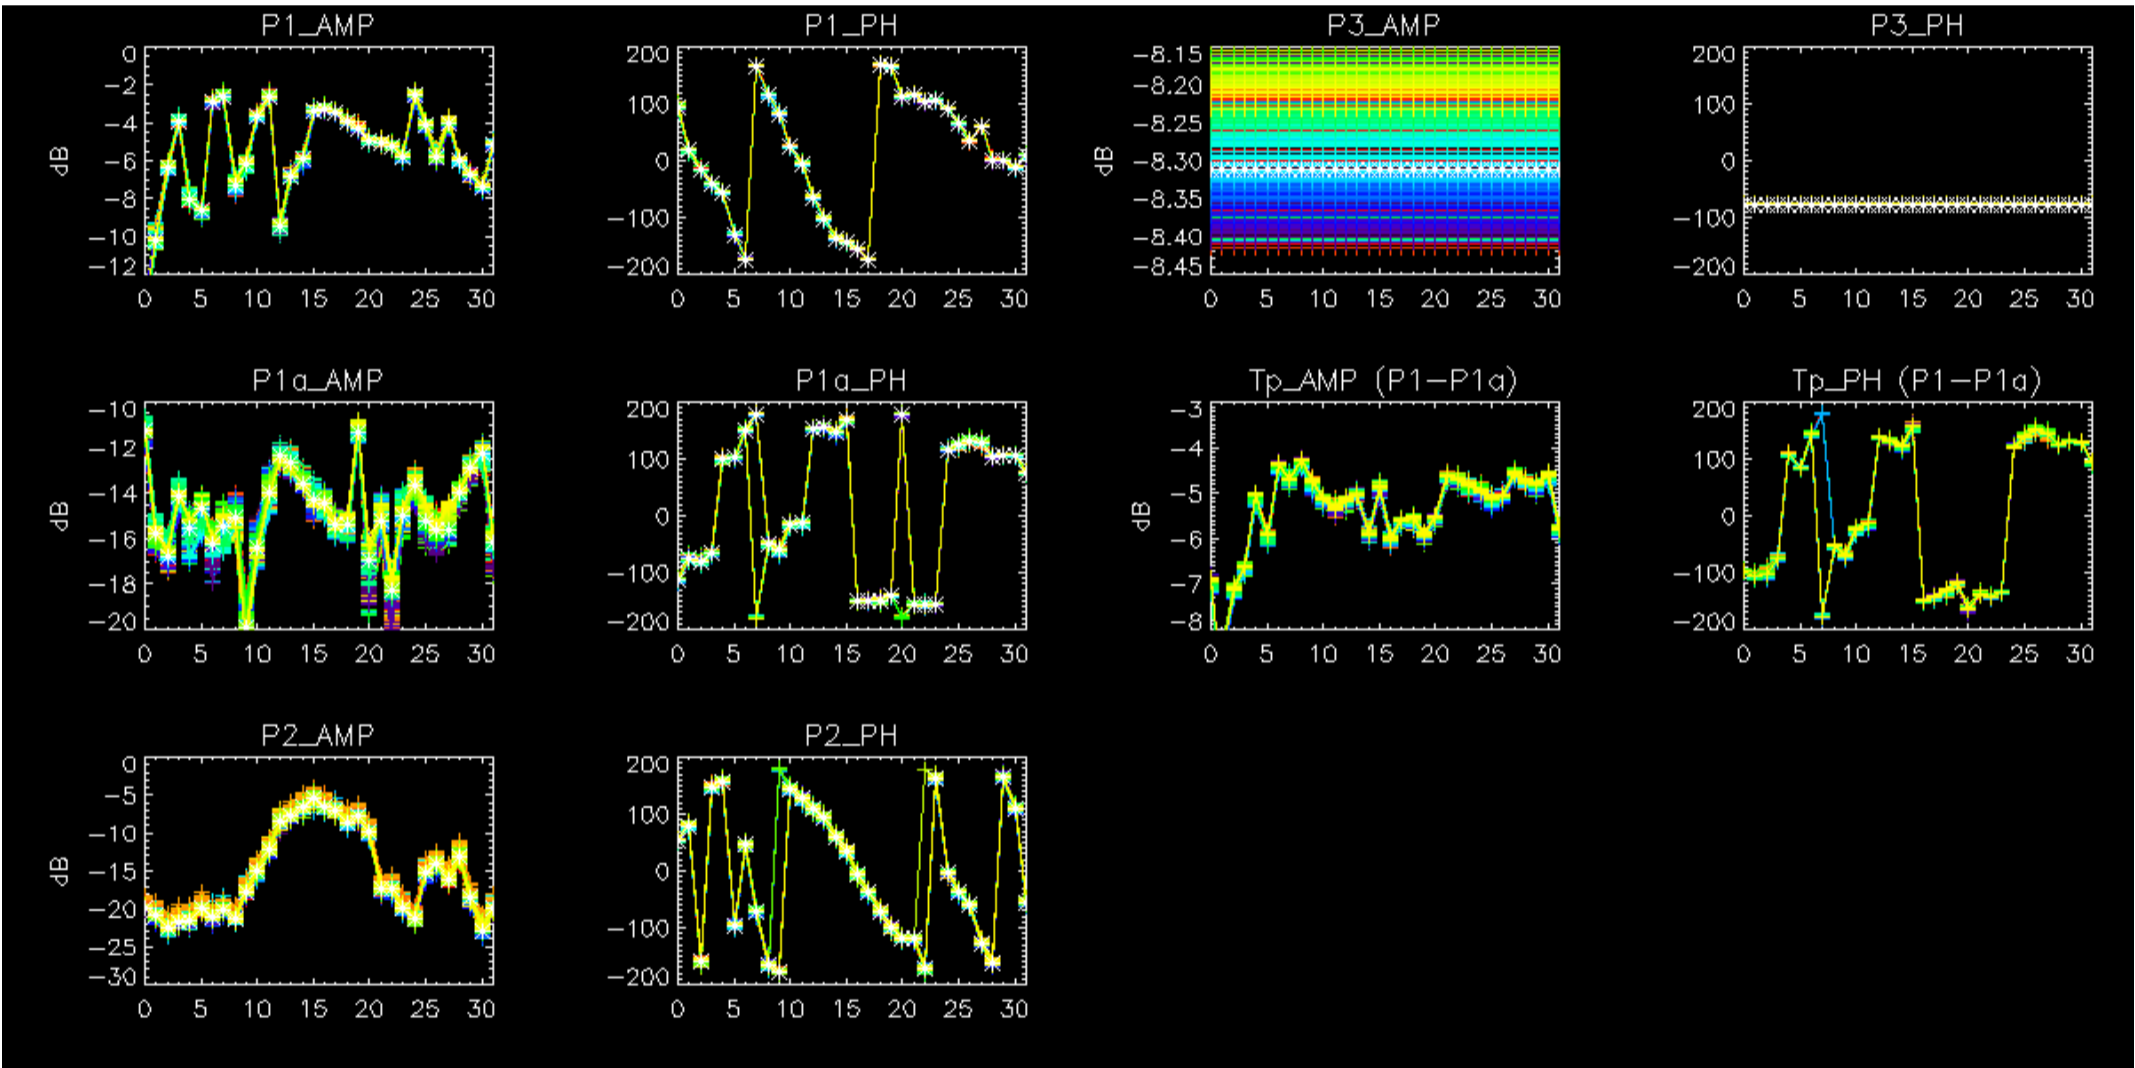 P1_AMP
dB
0
-2
-4
-6
-8
-10
-12
0 5 10 15 20 25 30
P1_PH
200
100
0
-100
-200
0 5 10 15 20 25 30
P3_AMP
dB
-8.15
-8.20
-8.25
-8.30
-8.35
-8.40
-8.45
0 5 10 15 20 25 30
P3_PH
200
100
0
-100
-200
0 5 10 15 20 25 30
P1a_AMP
dB
-10
-12
-14
-16
-18
-20
0 5 10 15 20 25 30
P1a_PH
200
100
0
-100
-200
0 5 10 15 20 25 30
Tp_AMP (P1-P1a)
dB
-3
-4
-5
-6
-7
-8
0 5 10 15 20 25 30
Tp_PH (P1-P1a)
200
100
0
-100
-200
0 5 10 15 20 25 30
P2_AMP
dB
0
-5
-10
-15
-20
-25
-30
0 5 10 15 20 25 30
P2_PH
200
100
0
-100
-200
0 5 10 15 20 25 30